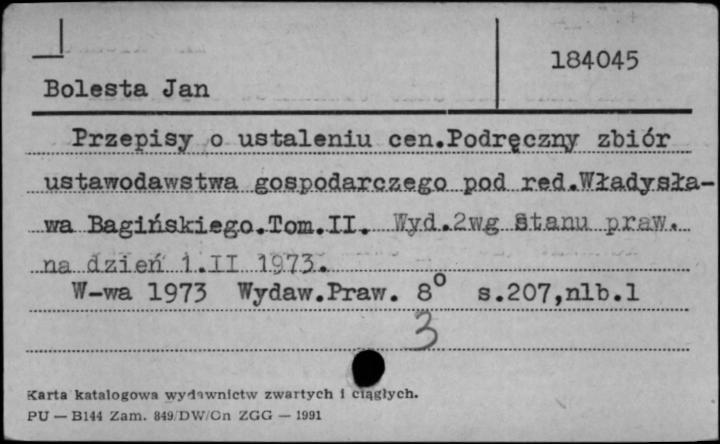 184045
Bolesta Jan
Przepisy o ustaleniu cen.Podręczny zbiór
ustawodawstwa gospodarczego pod red.Władysła-
wa Bagińskiego.Tom.II. Wyd.2wg stanu praw.
na dzień 1.II 1973.
W-wa 1973 Wydaw.Praw. 8° s.207,nlb.1
3
Karta katalogowa wydawnictw zwartych i ciągłych.
PU — B144 Zam. 849/DW/Cn ZGG — 1991